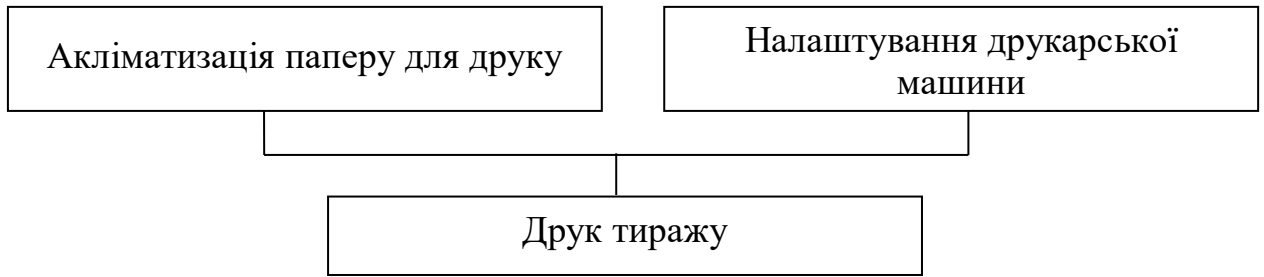 Акліматизація паперу для друку
Налаштування друкарської
машини
Друк тиражу